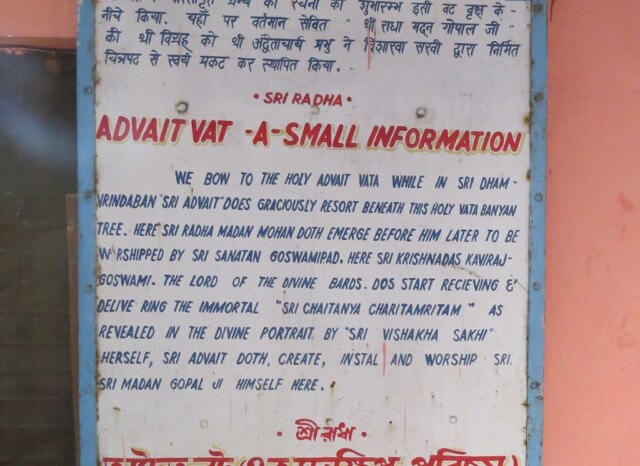 ग्रन्थ की रचना का शुभारम्भ इसी वट वृक्ष के-
नीचे किया. यहाँ पर वर्तमान सेवित " श्री राधा मदन गोपाल जी "
की श्री विग्रह को श्री अद्वैताचार्य प्रभु ने विशाखा सखी द्वारा निर्मित
चित्रपट से स्वयं प्रकट कर स्थापित किया.
• SRI RADHA •
ADVAIT VAT -A-SMALL INFORMATION
WE BOW TO THE HOLY ADVAIT VATA WHILE IN SRI DHAM-
VRINDABAN "SRI ADVAIT" DOES GRACIOUSLY RESORT BENEATH THIS HOLY VATA BANYAN
TREE. HERE SRI RADHA MADAN MOHAN DOTH EMERGE BEFORE HIM LATER TO BE
WORSHIPPED BY SRI SANATAN GOSWAMIPAD. HERE SRI KRISHNADAS KAVIRAJ-
GOSWAMI. THE LORD OF THE DIVINE BARDS. DOS START RECIEVING &
DELIVE RING THE IMMORTAL "SRI CHAITANYA CHARITAMRITAM" AS
REVEALED IN THE DIVINE PORTRAIT BY "SRI VISHAKHA SAKHI"
HERSELF, SRI ADVAIT DOTH, CREATE, INSTAL AND WORSHIP SRI.
SRI MADAN GOPAL JI HIMSELF HERE.
• শ্রীরাধা •